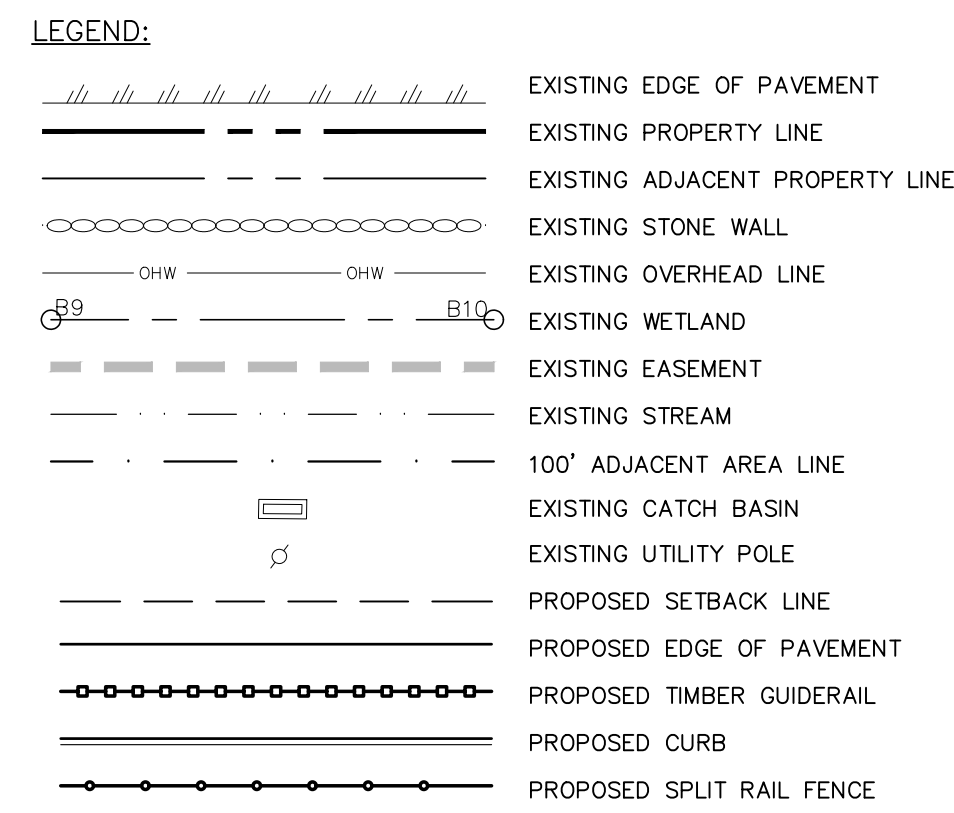 LEGEND:
EXISTING EDGE OF PAVEMENT
EXISTING PROPERTY LINE
EXISTING ADJACENT PROPERTY LINE
EXISTING STONE WALL
OHW OHW EXISTING OVERHEAD LINE
B9 B10 EXISTING WETLAND
EXISTING EASEMENT
EXISTING STREAM
100' ADJACENT AREA LINE
EXISTING CATCH BASIN
EXISTING UTILITY POLE
PROPOSED SETBACK LINE
PROPOSED EDGE OF PAVEMENT
PROPOSED TIMBER GUIDERAIL
PROPOSED CURB
PROPOSED SPLIT RAIL FENCE